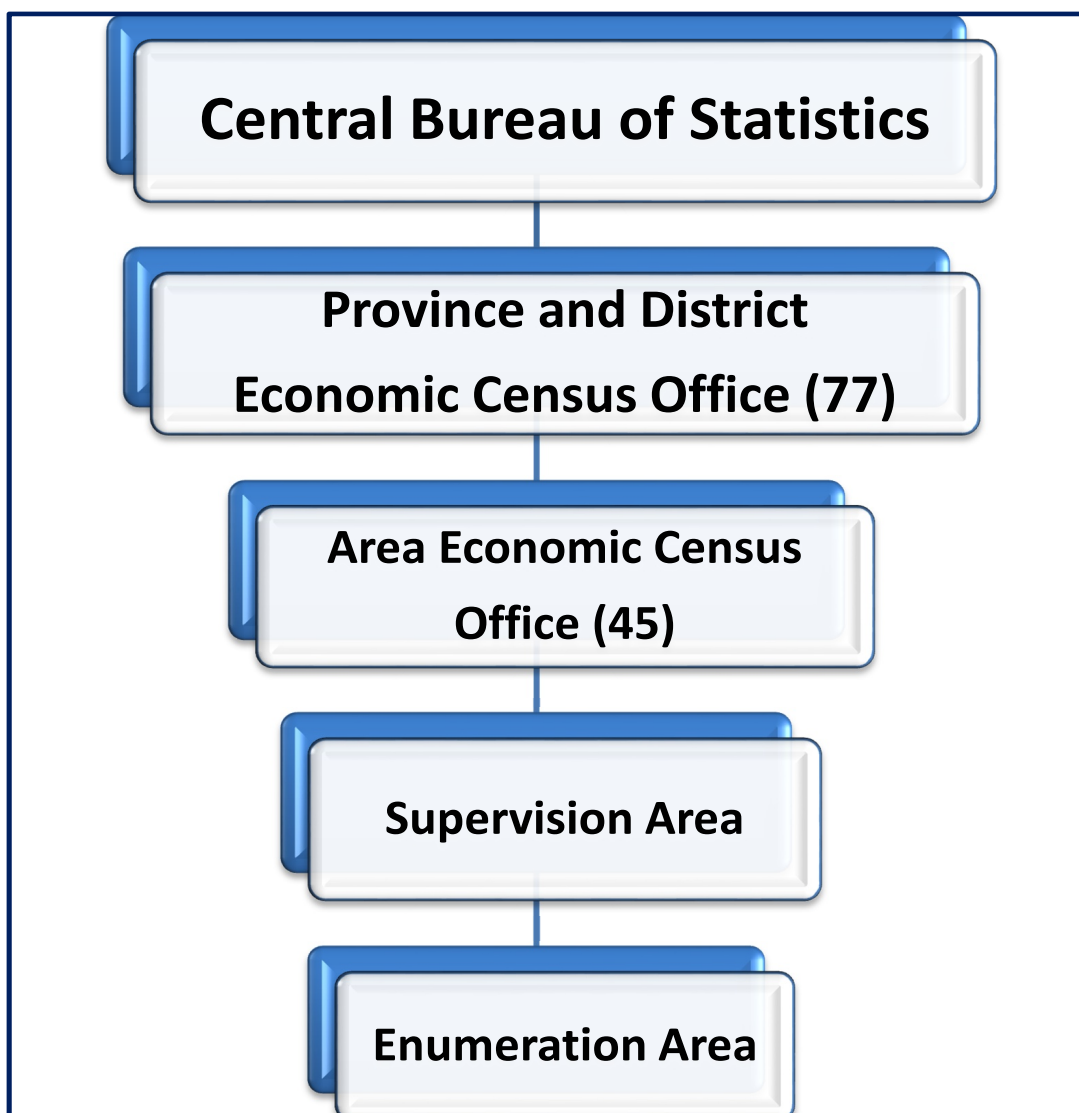 Central Bureau of Statistics
Province and District
Economic Census Office (77)
Area Economic Census
Office (45)
Supervision Area
Enumeration Area